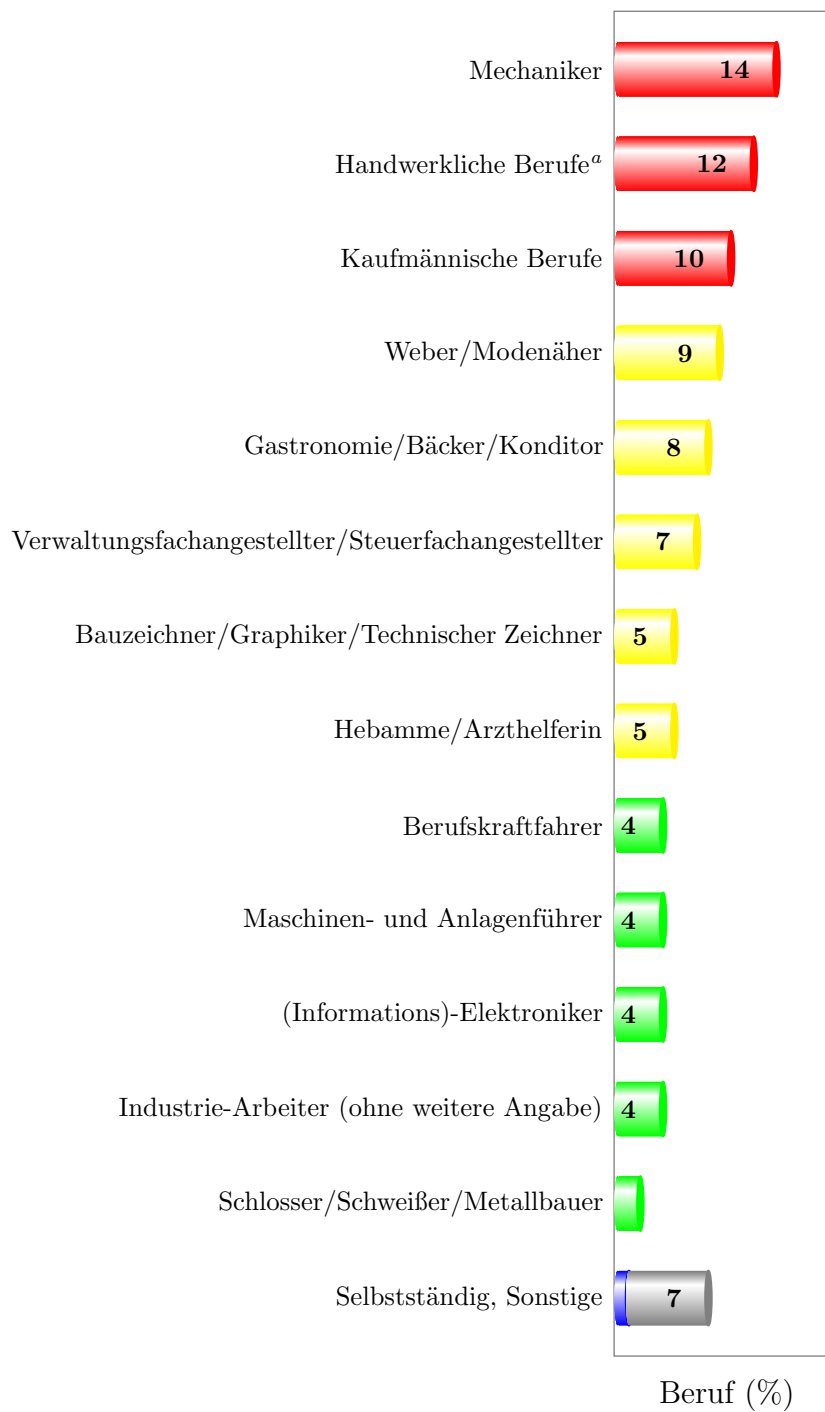 Mechaniker 14
Handwerkliche Berufeᵃ 12
Kaufmännische Berufe 10
Weber/Modenäher 9
Gastronomie/Bäcker/Konditor 8
Verwaltungsfachangestellter/Steuerfachangestellter 7
Bauzeichner/Graphiker/Technischer Zeichner 5
Hebamme/Arzthelferin 5
Berufskraftfahrer 4
Maschinen- und Anlagenführer 4
(Informations)-Elektroniker 4
Industrie-Arbeiter (ohne weitere Angabe) 4
Schlosser/Schweißer/Metallbauer
Selbstständig, Sonstige 7
Beruf (%)